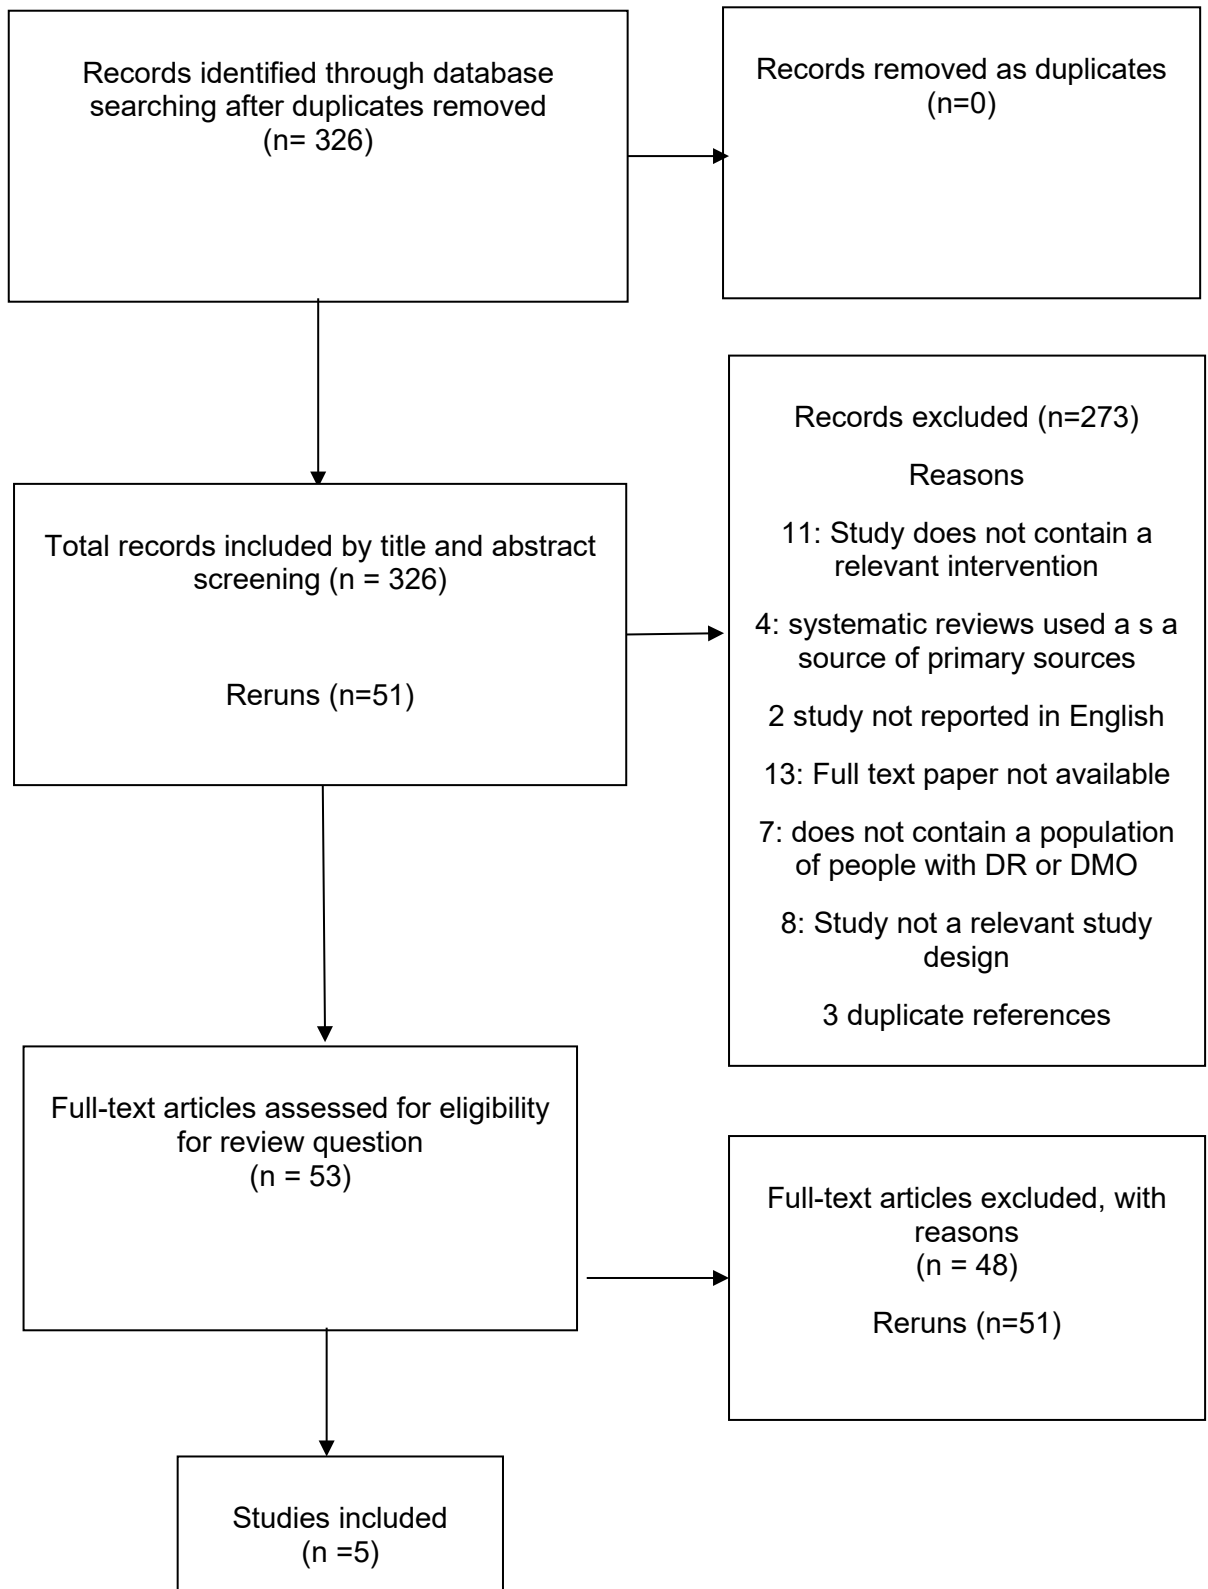 Records identified through database
searching after duplicates removed
(n= 326)
Records removed as duplicates
(n=0)
Total records included by title and abstract
screening (n = 326)
Reruns (n=51)
Records excluded (n=273)
Reasons
11: Study does not contain a
relevant intervention
4: systematic reviews used a s a
source of primary sources
2 study not reported in English
13: Full text paper not available
7: does not contain a population
of people with DR or DMO
8: Study not a relevant study
design
3 duplicate references
Full-text articles assessed for eligibility
for review question
(n = 53)
Full-text articles excluded, with
reasons
(n = 48)
Reruns (n=51)
Studies included
(n =5)